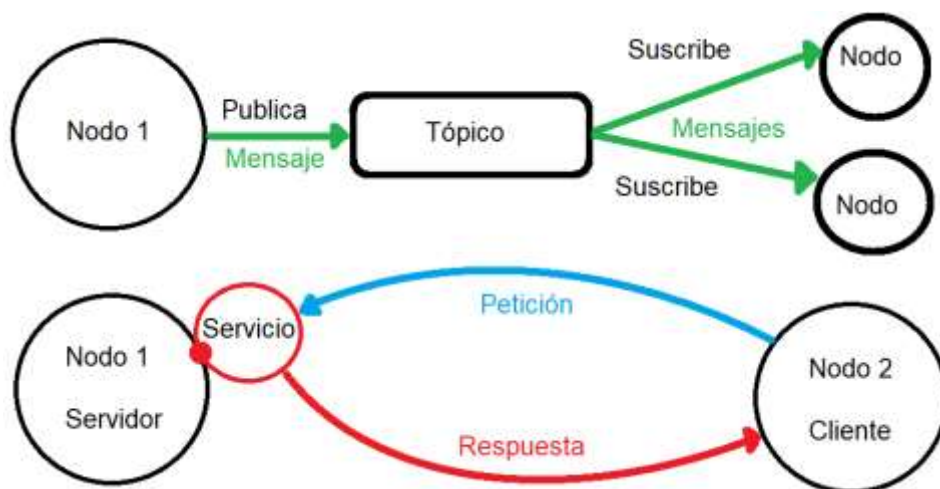 Nodo 1
Publica
Mensaje
Tópico
Suscribe
Mensajes
Suscribe
Nodo
Nodo
Nodo 1
Servidor
Servicio
Petición
Respuesta
Nodo 2
Cliente